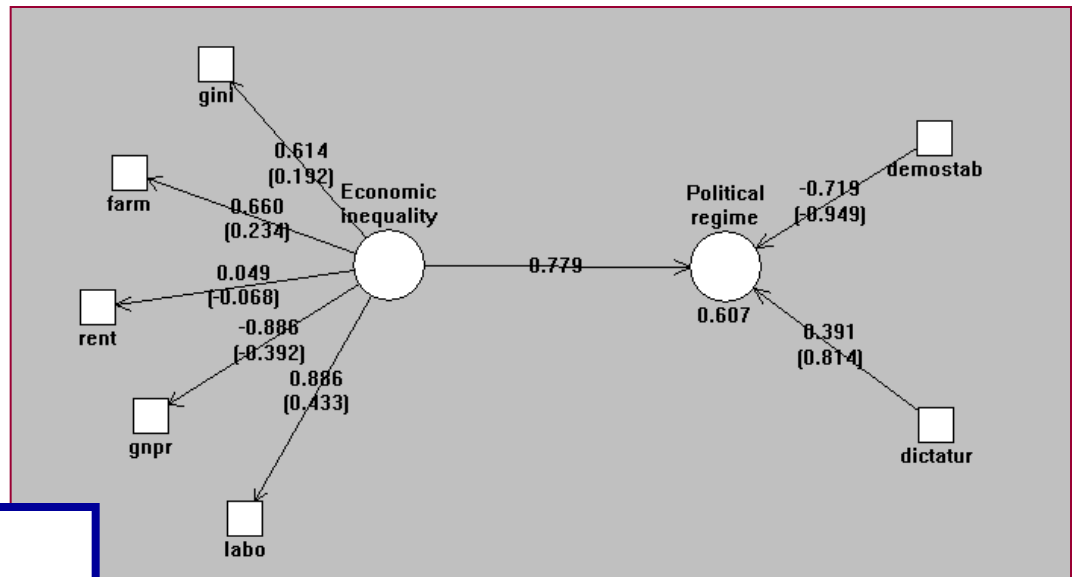 gini
0.614
(0.192)
farm
0.660
(0.234)
Economic
inequality
rent
0.049
(-0.068)
gnpr
-0.886
(-0.392)
labo
0.886
(0.433)
0.779
Political
regime
0.607
demostab
-0.719
(-0.949)
dictatur
0.391
(0.814)